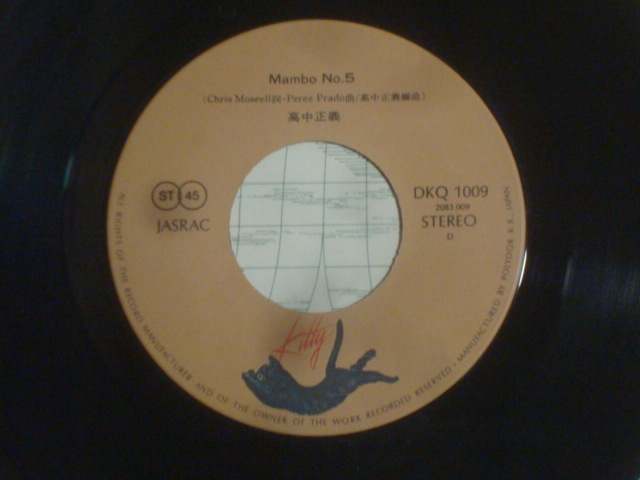 Mambo No.5
(Chris Mosdell詞・Perez Prado曲/高中正義編曲)
高中正義
ST 45
JASRAC
DKQ 1009
2083 009
STEREO
D
Kitty
ALL RIGHTS OF THE RECORD MANUFACTURER AND OF THE OWNER OF THE WORK RECORDED RESERVED • MANUFACTURED BY POLYDOR K.K. JAPAN